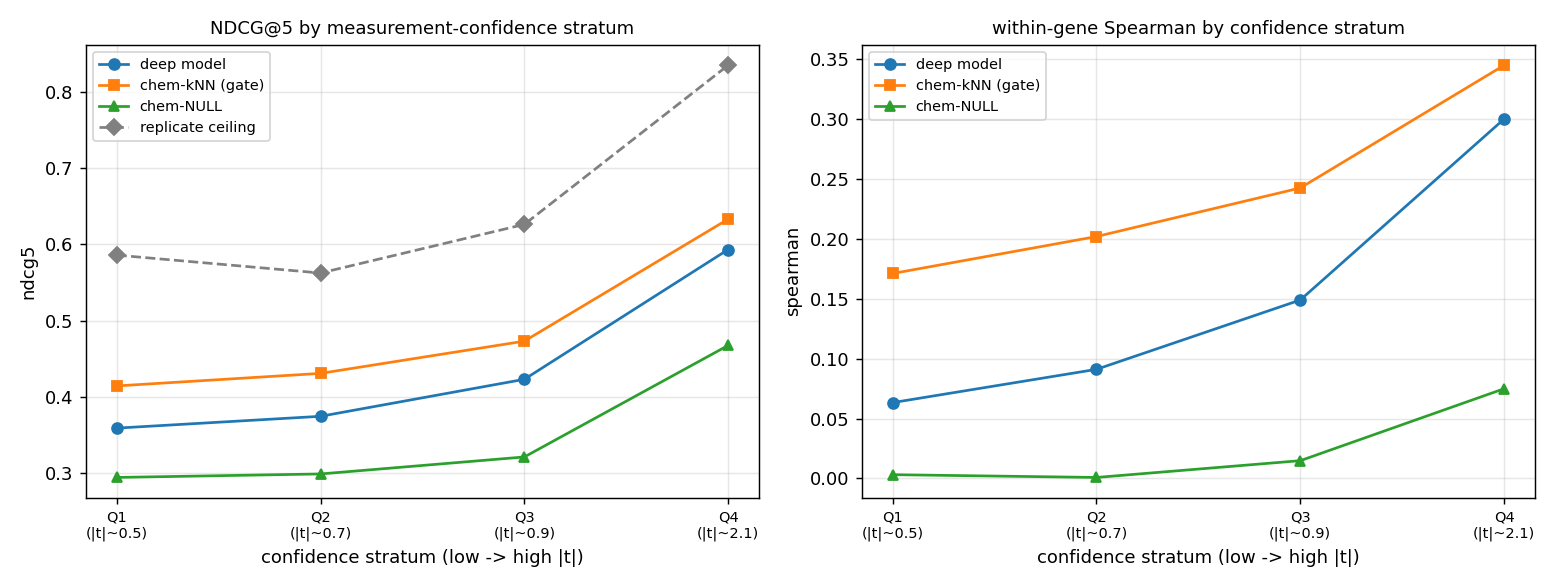 NDCG@5 by measurement-confidence stratum
deep model
chem-kNN (gate)
chem-NULL
replicate ceiling
ndcg5
0.8
0.7
0.6
0.5
0.4
0.3
Q1
(|t|~0.5)
Q2
(|t|~0.7)
Q3
(|t|~0.9)
Q4
(|t|~2.1)
confidence stratum (low -> high |t|)
within-gene Spearman by confidence stratum
deep model
chem-kNN (gate)
chem-NULL
spearman
0.35
0.30
0.25
0.20
0.15
0.10
0.05
0.00
Q1
(|t|~0.5)
Q2
(|t|~0.7)
Q3
(|t|~0.9)
Q4
(|t|~2.1)
confidence stratum (low -> high |t|)